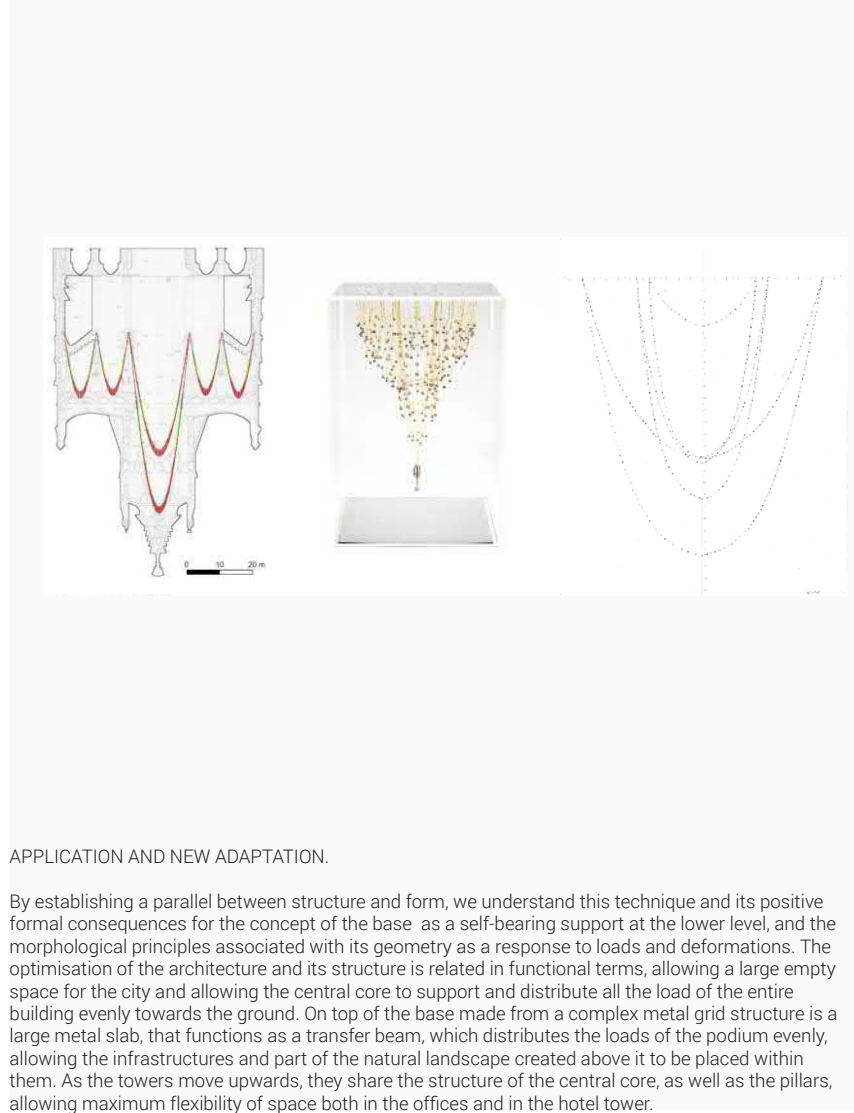 0 10 20 m
APPLICATION AND NEW ADAPTATION.
By establishing a parallel between structure and form, we understand this technique and its positive
formal consequences for the concept of the base  as a self-bearing support at the lower level, and the
morphological principles associated with its geometry as a response to loads and deformations. The
optimisation of the architecture and its structure is related in functional terms, allowing a large empty
space for the city and allowing the central core to support and distribute all the load of the entire
building evenly towards the ground. On top of the base made from a complex metal grid structure is a
large metal slab, that functions as a transfer beam, which distributes the loads of the podium evenly,
allowing the infrastructures and part of the natural landscape created above it to be placed within
them. As the towers move upwards, they share the structure of the central core, as well as the pillars,
allowing maximum flexibility of space both in the offices and in the hotel tower.